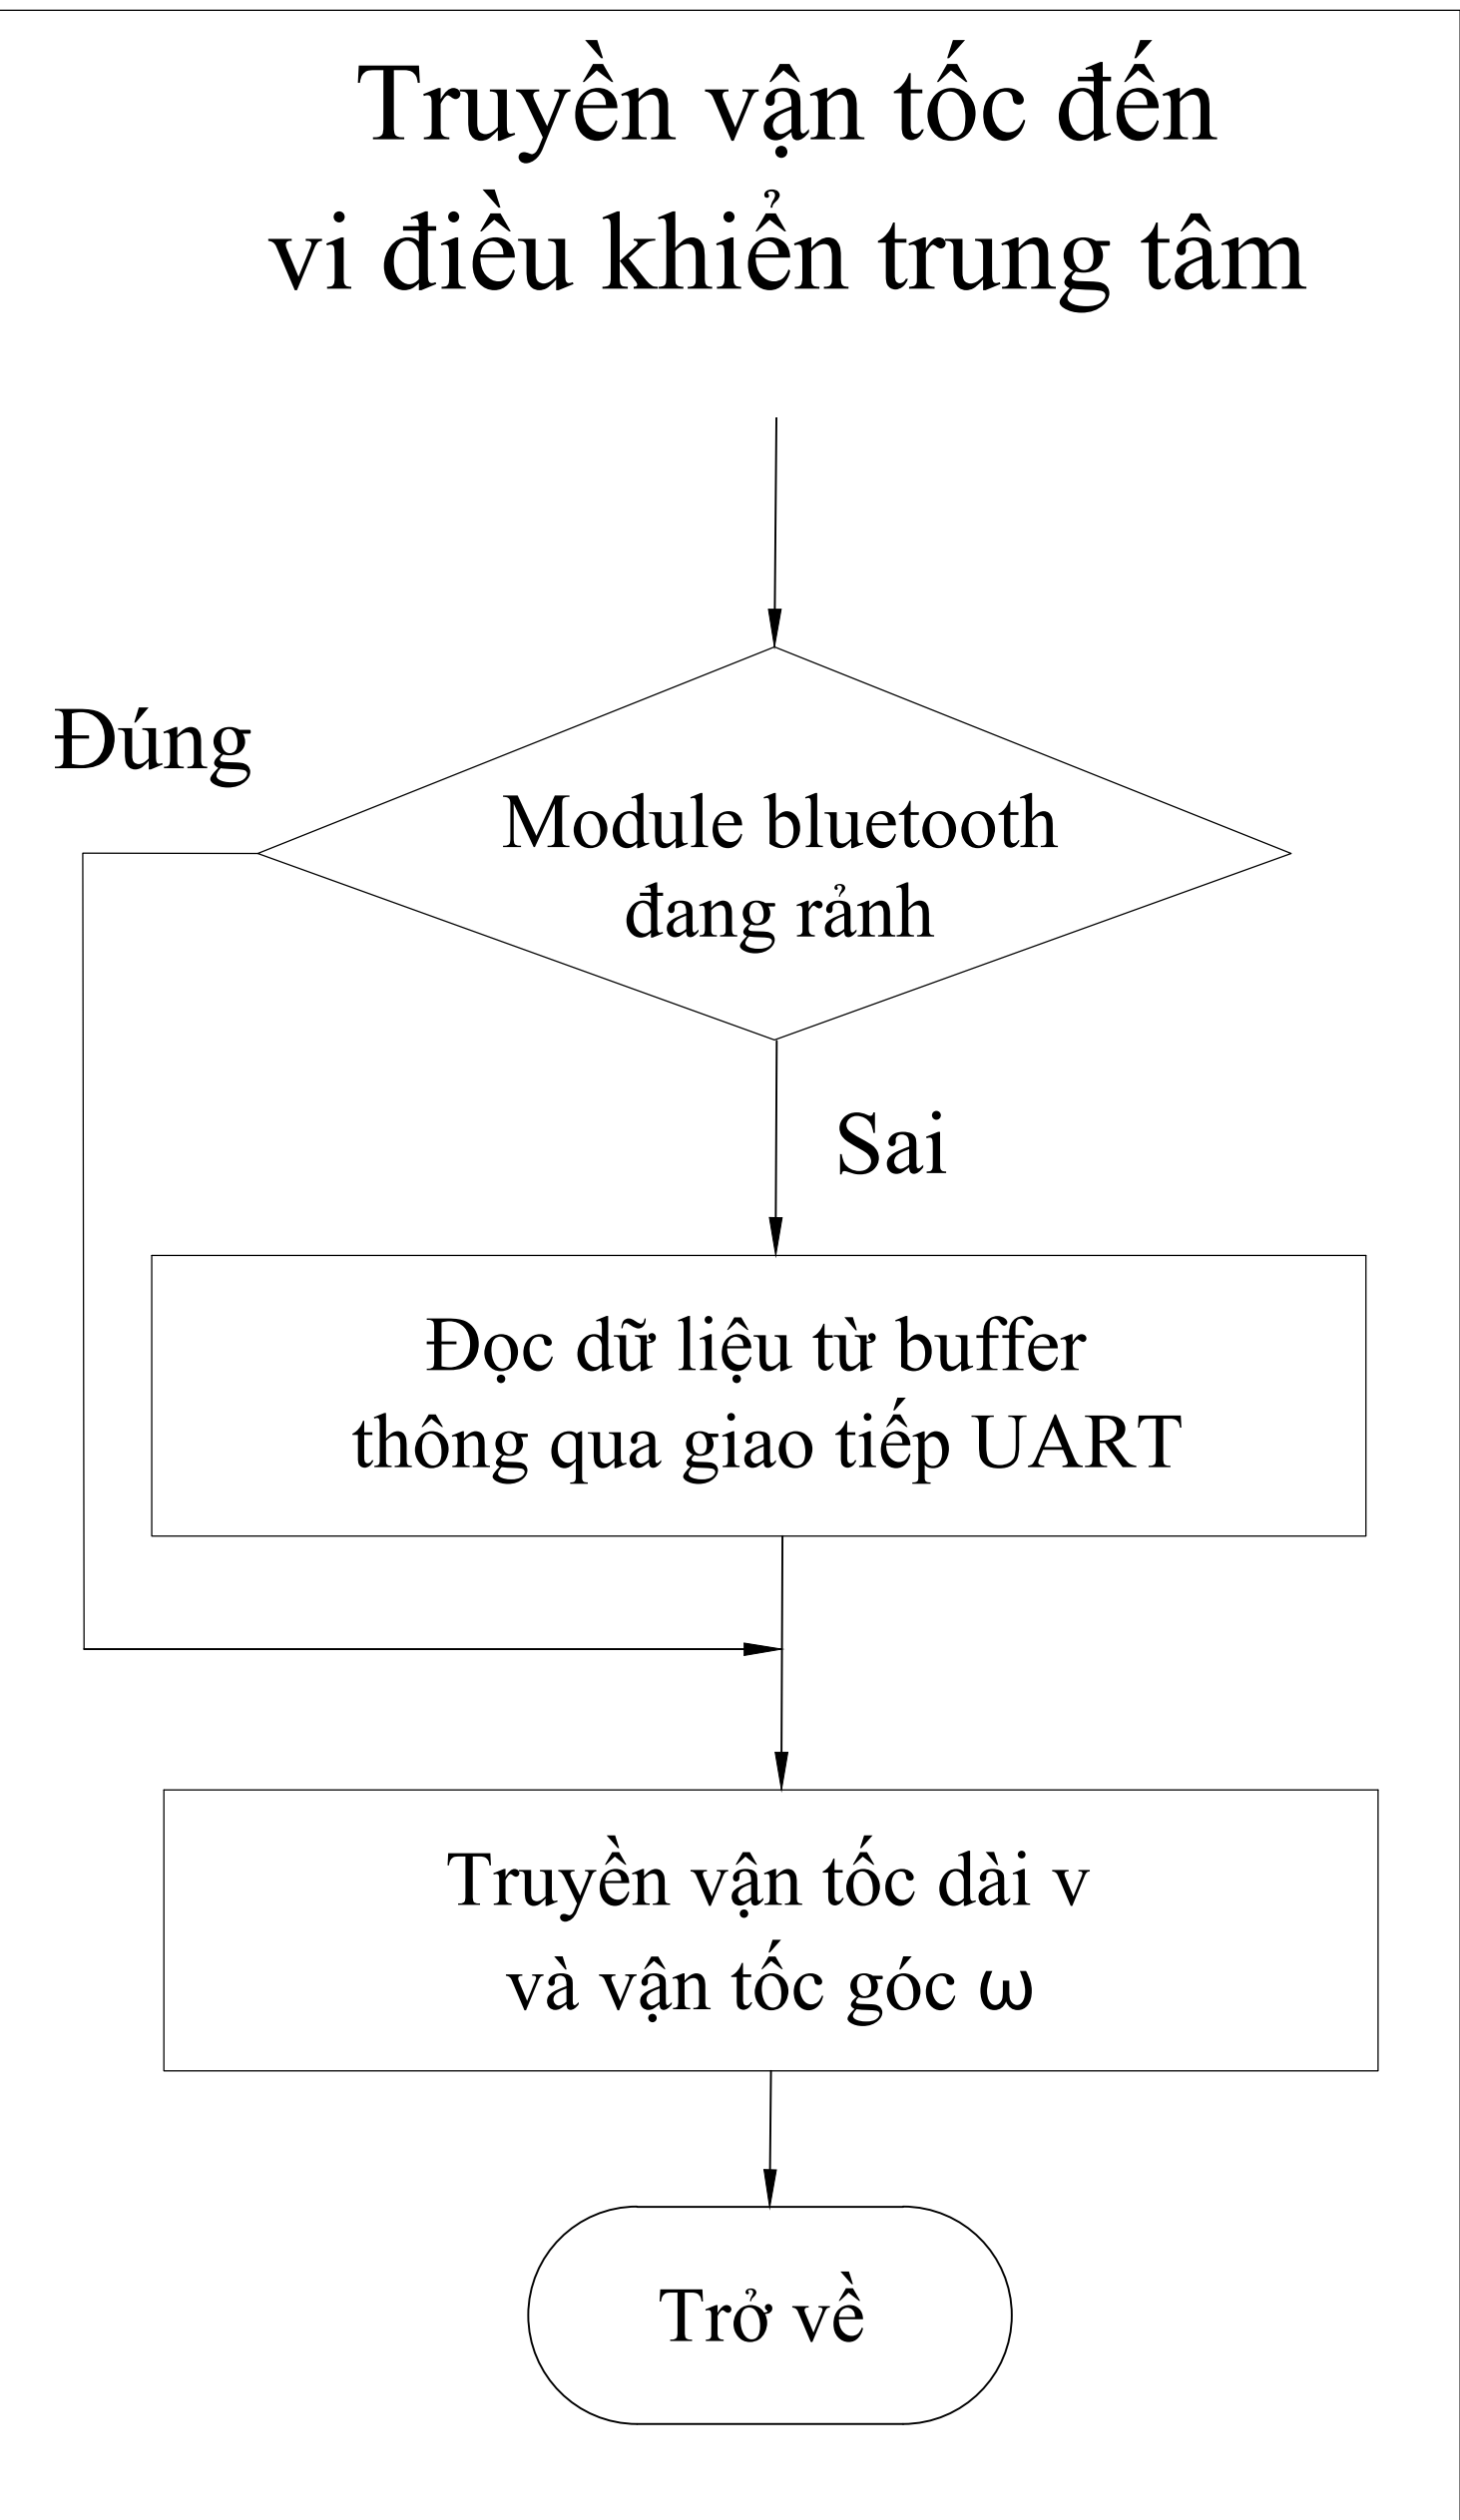 Truyền vận tốc đến
vi điều khiển trung tâm
Đúng
Module bluetooth
đang rảnh
Sai
Đọc dữ liệu từ buffer
thông qua giao tiếp UART
Truyền vận tốc dài v
và vận tốc góc ω
Trở về